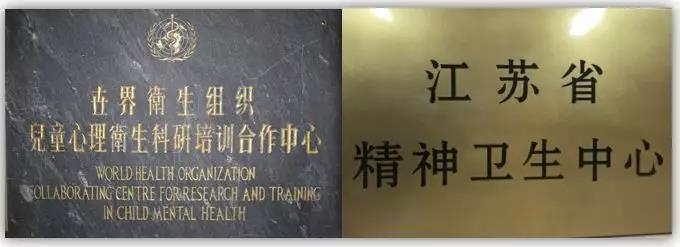 世界衛生组织
兒童心理衛生科研培训合作中心
WORLD HEALTH ORGANIZATION
COLLABORATING CENTRE FOR RESEARCH AND TRAINING
IN CHILD MENTAL HEALTH
江苏省
精神卫生中心